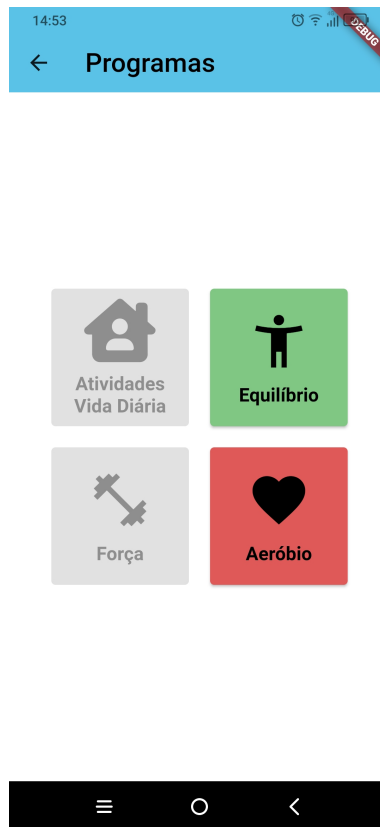 14:53
DEBUG
Programas
Atividades
Vida Diária
Equilíbrio
Força
Aeróbio